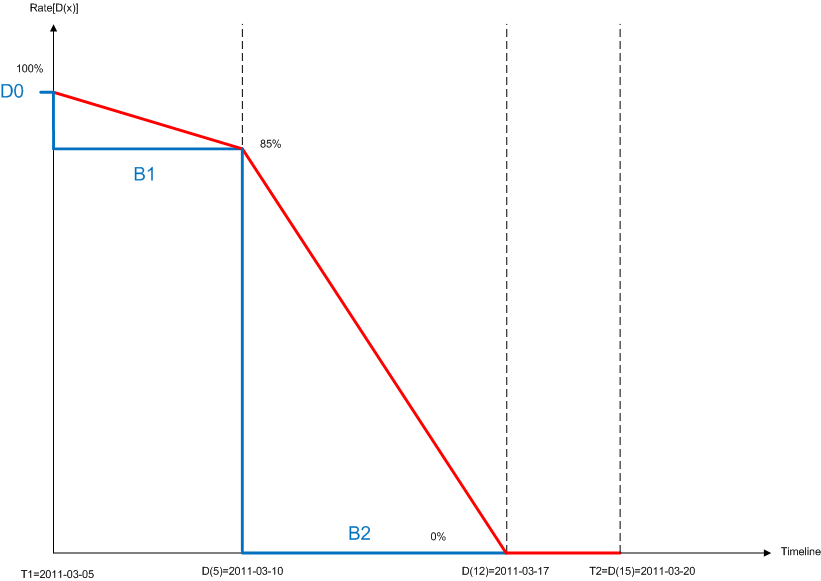 Rate[D(x)]
100%
D0
85%
B1
B2
0%
Timeline
T1=2011-03-05
D(5)=2011-03-10
D(12)=2011-03-17
T2=D(15)=2011-03-20